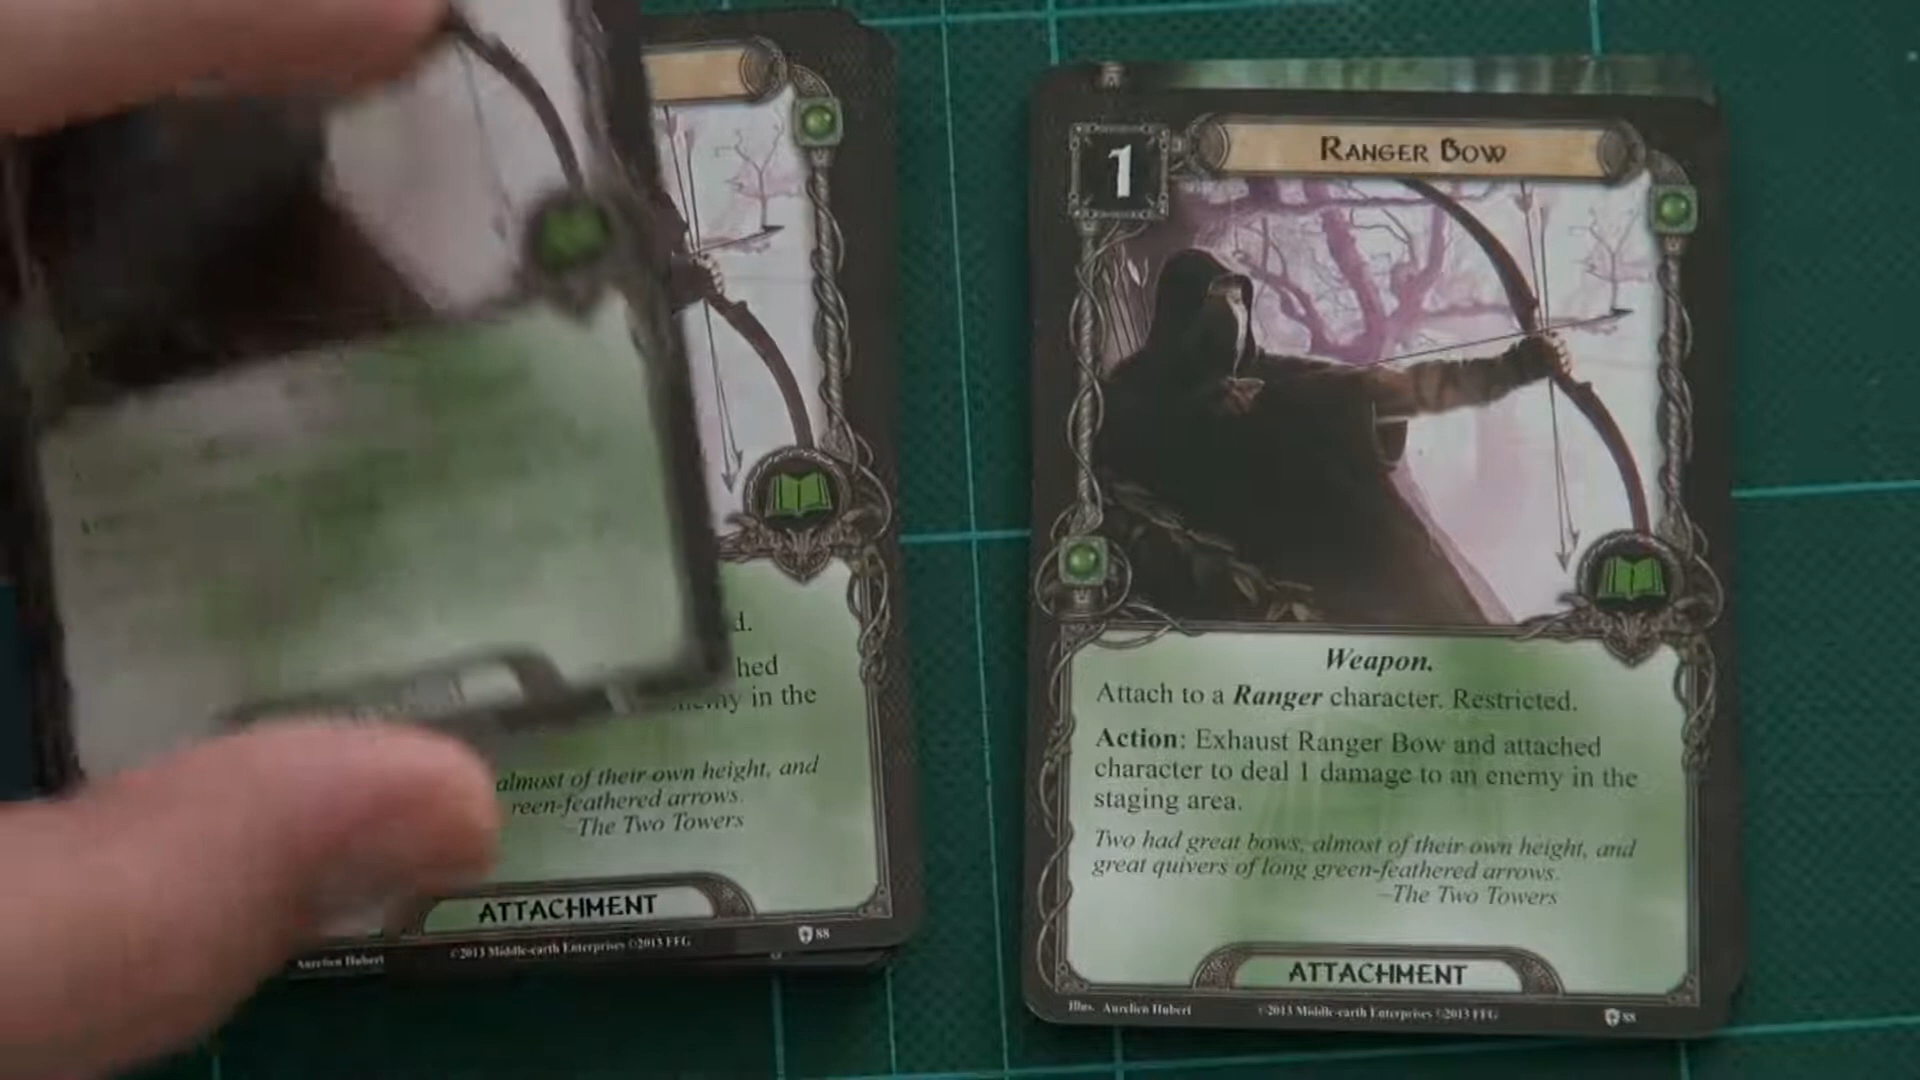 d.
hed
in the
almost of their own height, and
reen-feathered arrows.
–The Two Towers
ATTACHMENT
Aurelien Hubert
©2013 Middle-earth Enterprises ©2013 FFG
88
1
Ranger Bow
Weapon.
Attach to a Ranger character. Restricted.
Action: Exhaust Ranger Bow and attached
character to deal 1 damage to an enemy in the
staging area.
Two had great bows, almost of their own height, and
great quivers of long green-feathered arrows.
–The Two Towers
ATTACHMENT
Illus. Aurelien Hubert
©2013 Middle-earth Enterprises ©2013 FFG
88